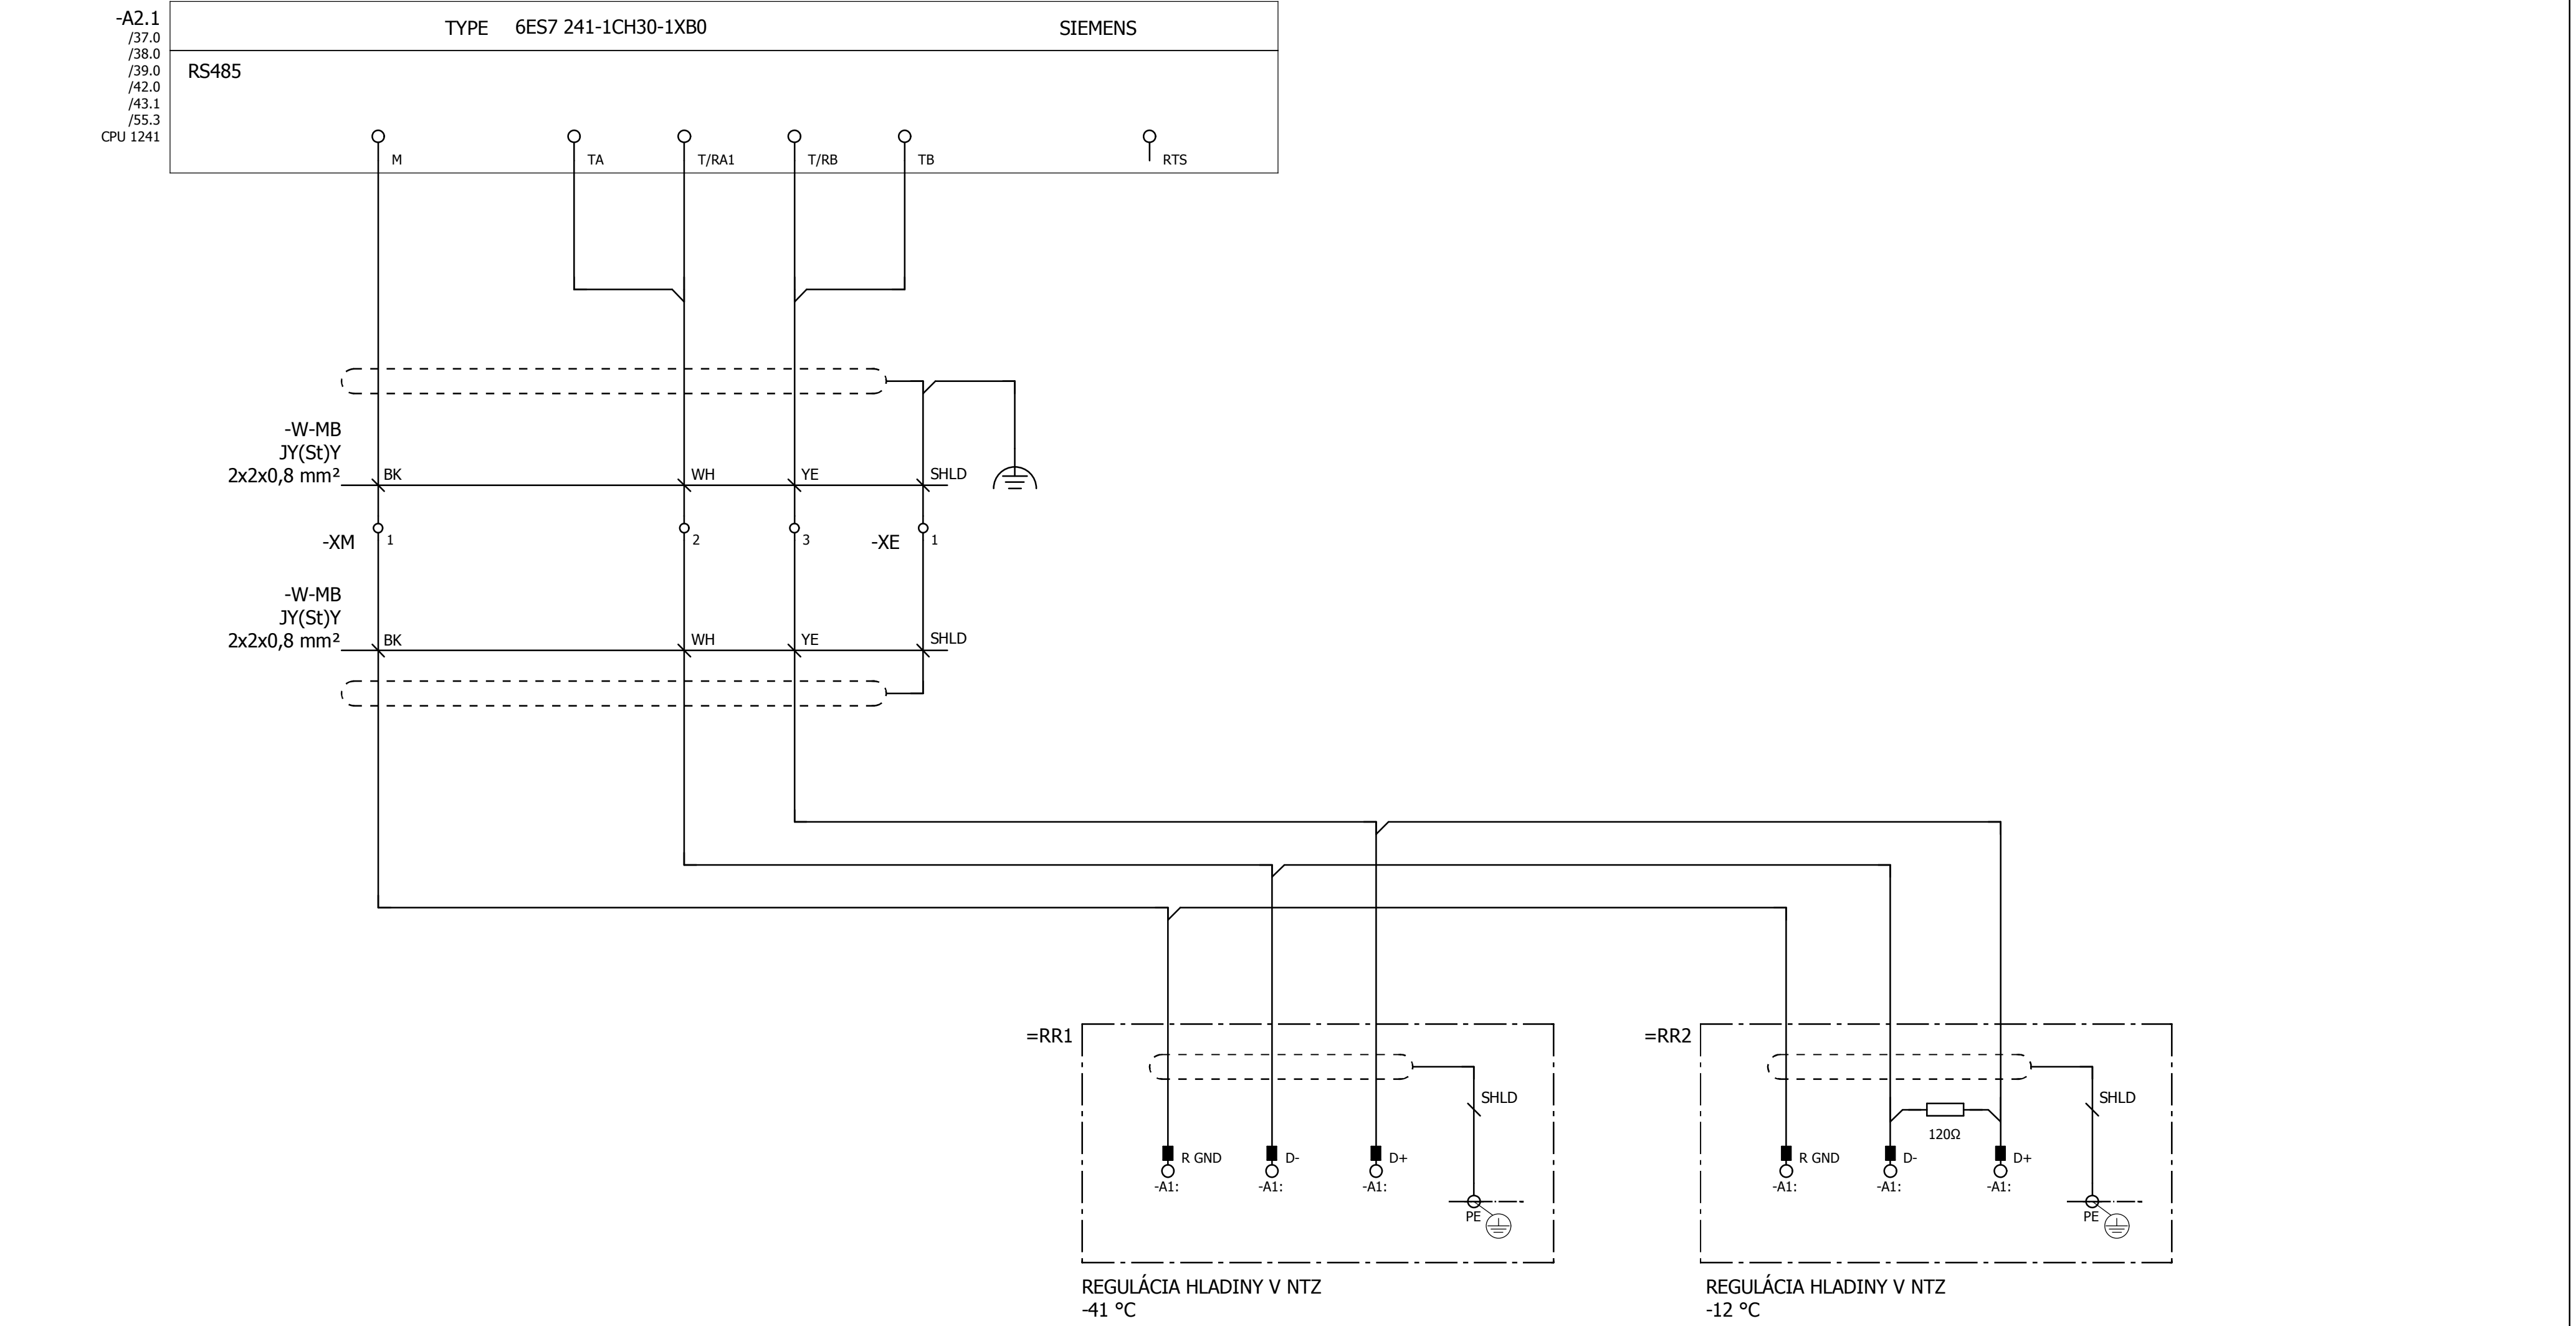 -A2.1
/37.0
/38.0
/39.0
/42.0
/43.1
/55.3
CPU 1241
TYPE 6ES7 241-1CH30-1XB0 SIEMENS
RS485
M TA T/RA1 T/RB TB RTS
-W-MB
JY(St)Y
2x2x0,8 mm²
BK WH YE SHLD
-XM 1 2 3 -XE 1
-W-MB
JY(St)Y
2x2x0,8 mm²
BK WH YE SHLD
=RR1
SHLD
R GND D- D+
-A1: -A1: -A1:
PE
REGULÁCIA HLADINY V NTZ
-41 °C
=RR2
SHLD
120Ω
R GND D- D+
-A1: -A1: -A1:
PE
REGULÁCIA HLADINY V NTZ
-12 °C